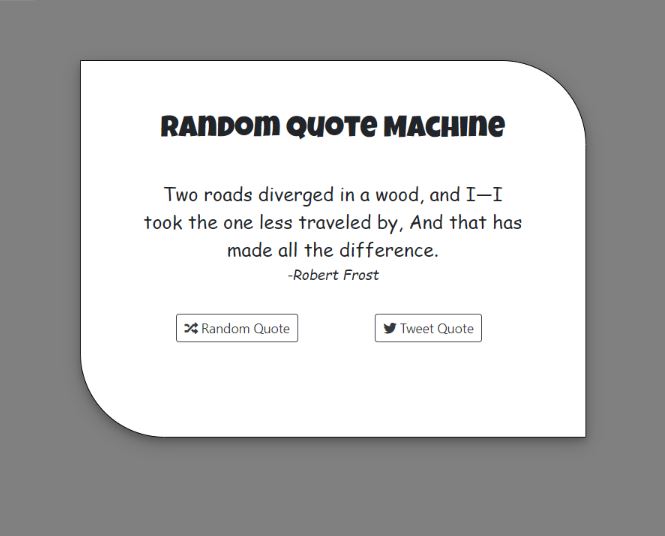 Random Quote Machine
Two roads diverged in a wood, and I—I
took the one less traveled by, And that has
made all the difference.
-Robert Frost
Random Quote
Tweet Quote